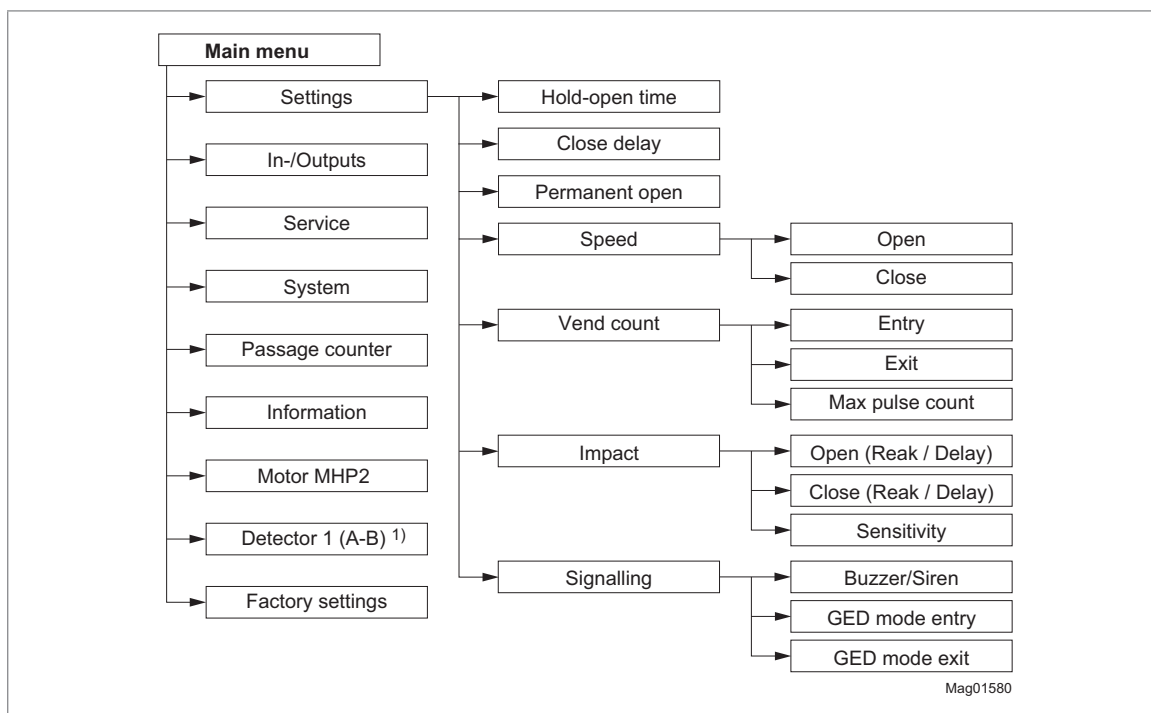 Main menu
Settings
Hold-open time
Close delay
In-/Outputs
Permanent open
Service
Speed
Open
Close
System
Vend count
Entry
Passage counter
Exit
Max pulse count
Information
Impact
Open (Reak / Delay)
Motor MHP2
Close (Reak / Delay)
Sensitivity
Detector 1 (A-B) 1)
Signalling
Buzzer/Siren
Factory settings
GED mode entry
GED mode exit
Mag01580